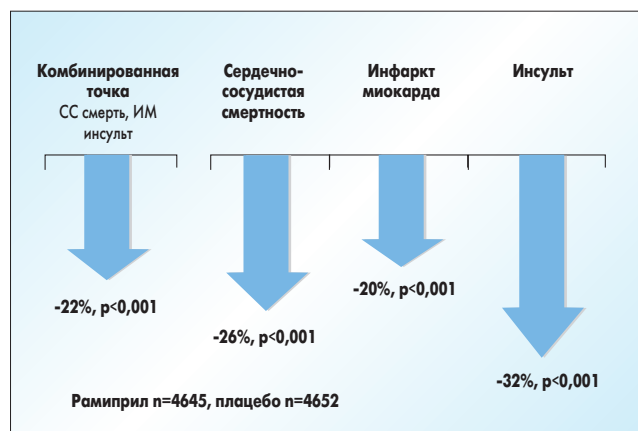 Комбинированная
точка
СС смерть, ИМ
инсульт
Сердечно-
сосудистая
смертность
Инфаркт
миокарда
Инсульт
-22%, p<0,001
-26%, p<0,001
-20%, p<0,001
-32%, p<0,001
Рамиприл n=4645, плацебо n=4652